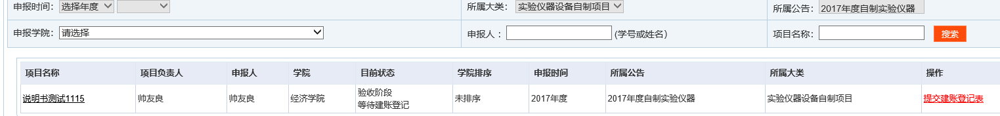 申报时间： 选择年度 所属大类： 实验仪器设备自制项目 所属公告： 2017年度自制实验仪器
申报学院： 请选择 申报人 ： (学号或姓名) 项目名称： 搜索
项目名称 项目负责人 申报人 学院 目前状态 学院排序 申报时间 所属公告 所属大类 操作
说明书测试1115 帅友良 帅友良 经济学院 验收阶段 未排序 2017年度 2017年度自制实验仪器 实验仪器设备自制项目 提交建账登记表
等待建账登记